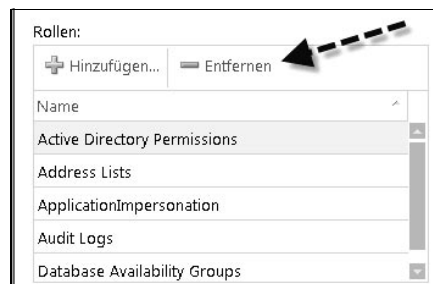 Rollen:
Hinzufügen... Entfernen
Name
Active Directory Permissions
Address Lists
ApplicationImpersonation
Audit Logs
Database Availability Groups